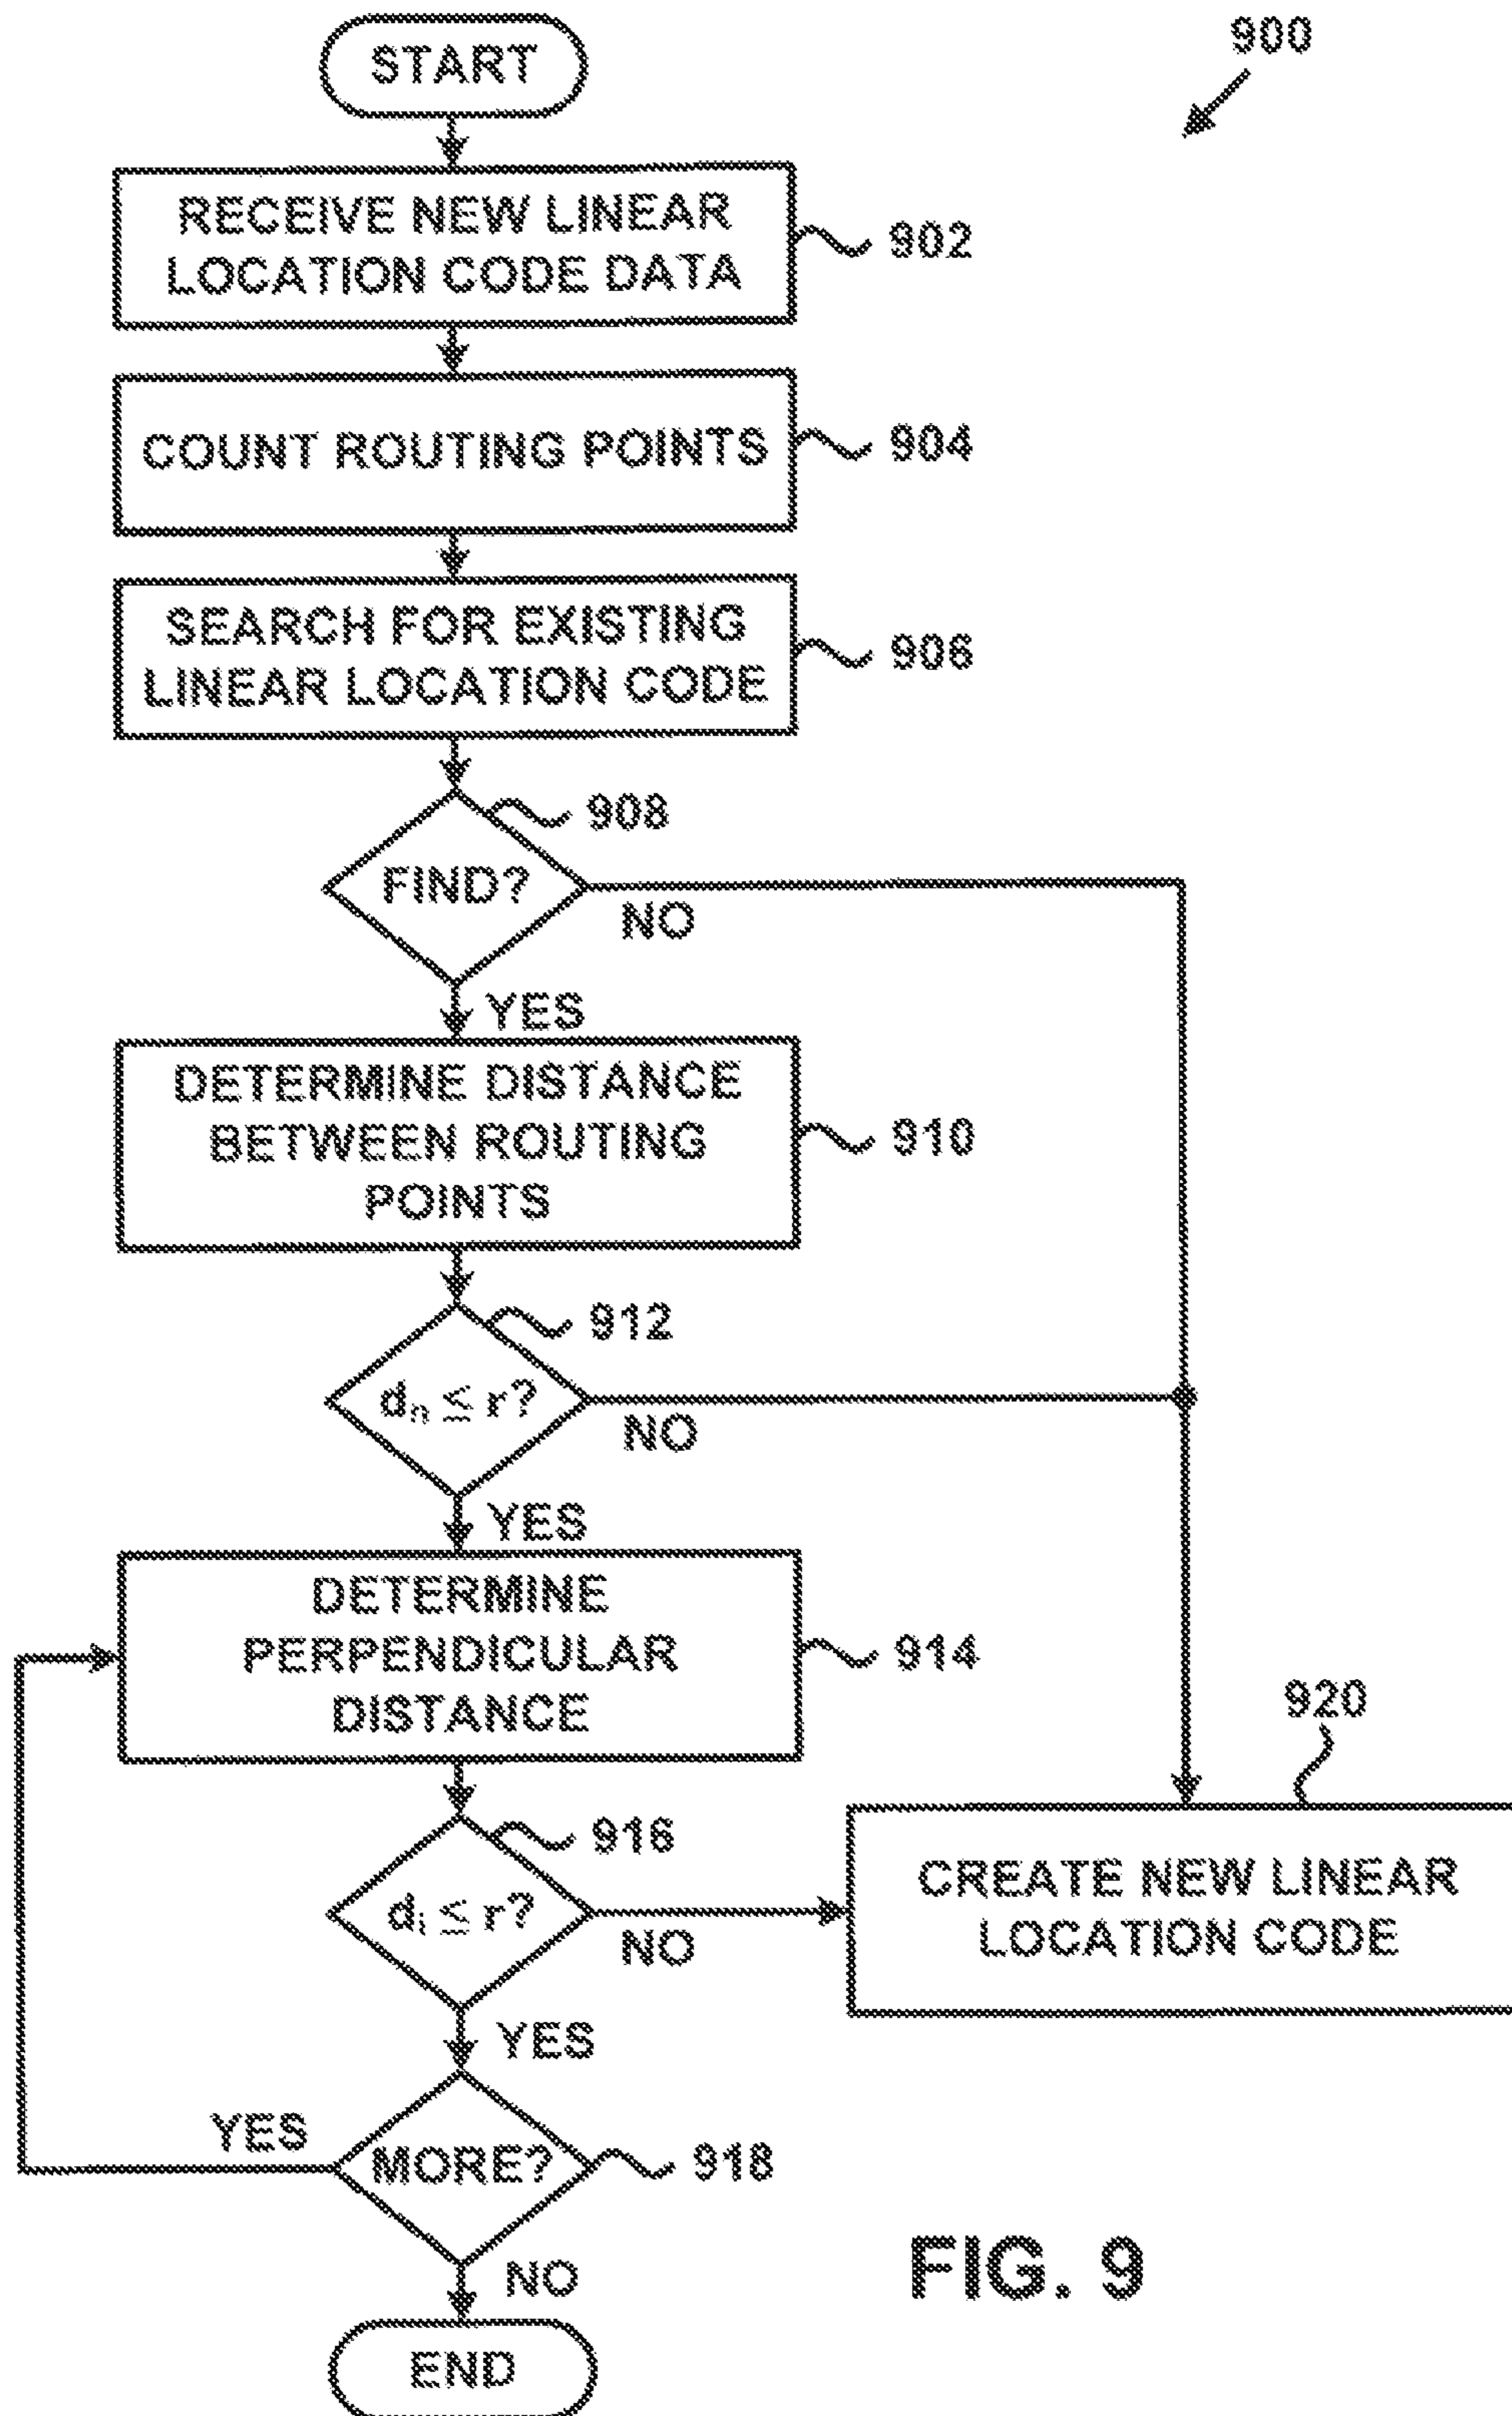 START
900
RECEIVE NEW LINEAR
LOCATION CODE DATA
902
COUNT ROUTING POINTS
904
SEARCH FOR EXISTING
LINEAR LOCATION CODE
906
908
FIND?
NO
YES
DETERMINE DISTANCE
BETWEEN ROUTING
POINTS
910
912
dₙ ≤ r?
NO
YES
DETERMINE
PERPENDICULAR
DISTANCE
914
920
916
dᵢ ≤ r?
NO
CREATE NEW LINEAR
LOCATION CODE
YES
YES
MORE?
918
NO
FIG. 9
END